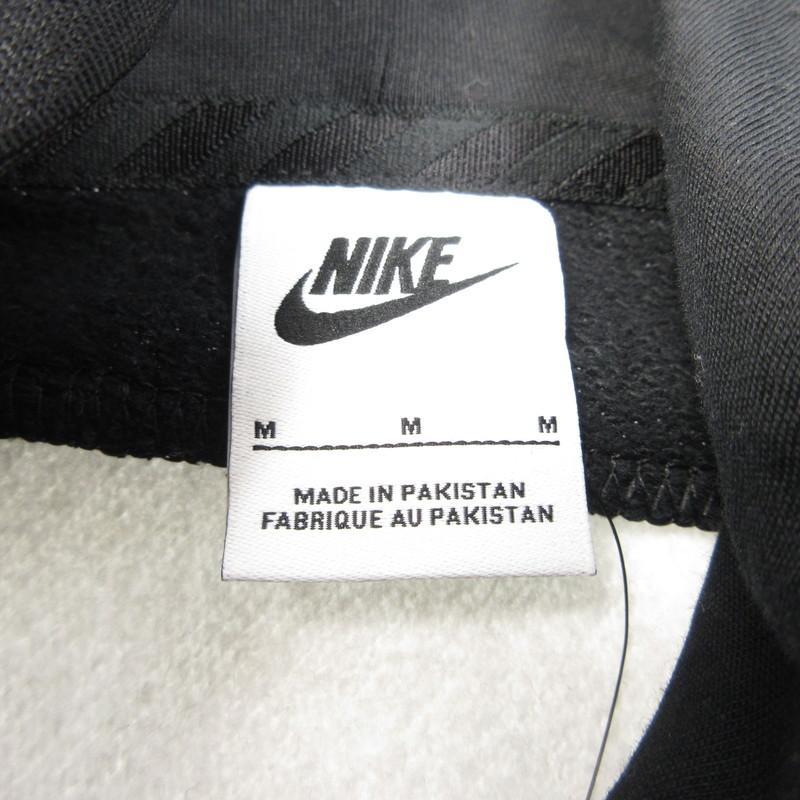 NIKE
M M M
MADE IN PAKISTAN
FABRIQUE AU PAKISTAN